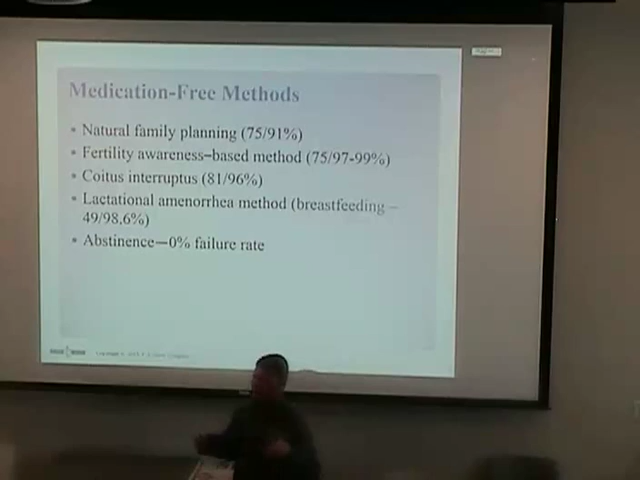 Medication-Free Methods
• Natural family planning (75/91%)
• Fertility awareness–based method (75/97-99%)
• Coitus interruptus (81/96%)
• Lactational amenorrhea method (breastfeeding –
49/98.6%)
• Abstinence—0% failure rate